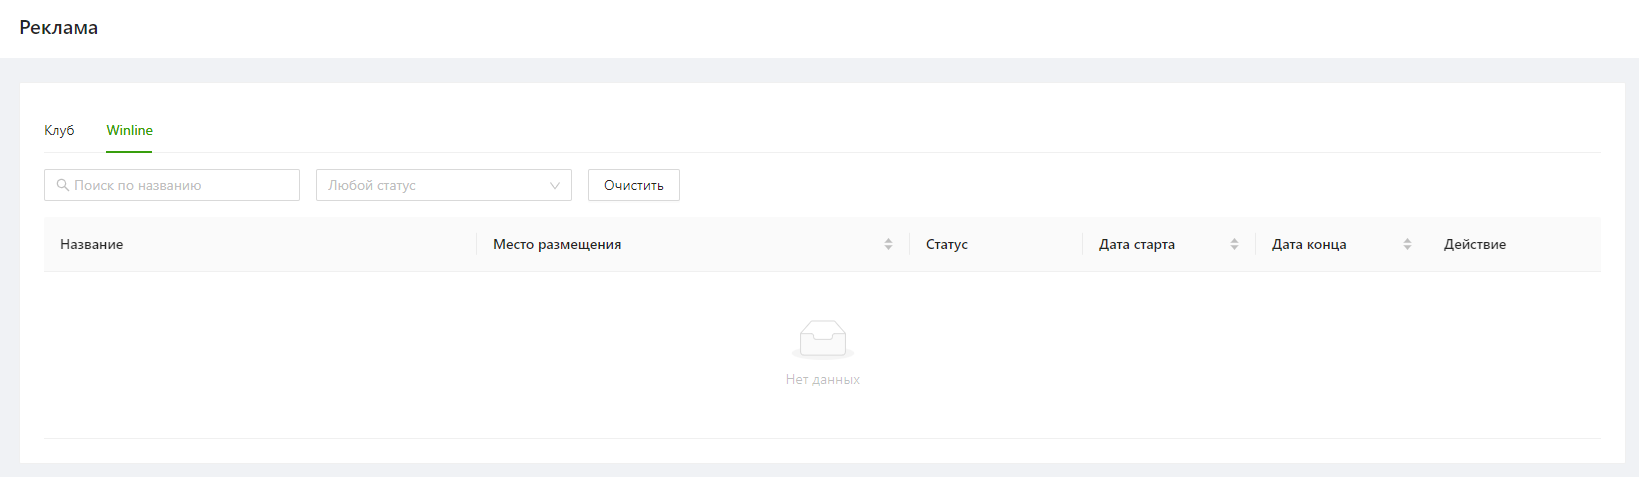 Реклама
Клуб Winline
Поиск по названию Любой статус Очистить
Название Место размещения Статус Дата старта Дата конца Действие
Нет данных